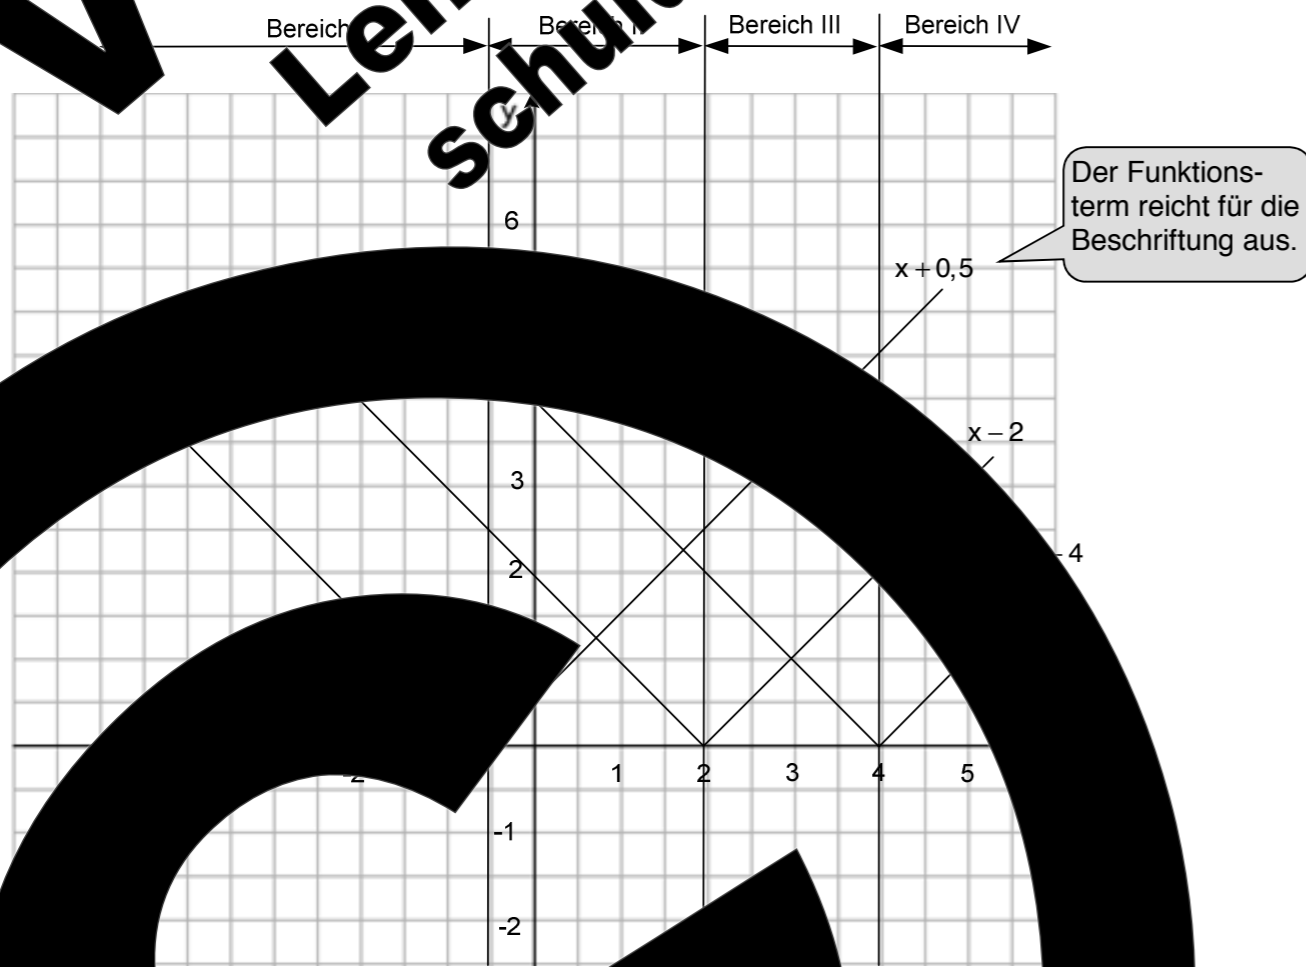 Bereich
Bereich III
Bereich IV
y
6
Der Funktions-
term reicht für die
Beschriftung aus.
x + 0,5
x − 2
3
4
2
1 2 3 4 5
-1
-2